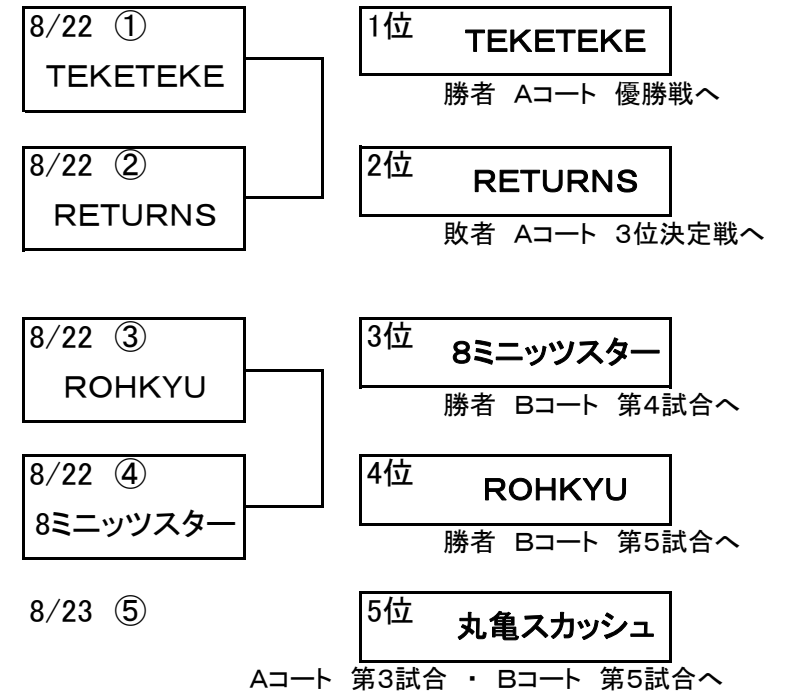 8/22 ①
TEKETEKE
1位 TEKETEKE
勝者 Aコート 優勝戦へ
8/22 ②
RETURNS
2位 RETURNS
敗者 Aコート 3位決定戦へ
8/22 ③
ROHKYU
3位 8ミニッツスター
勝者 Bコート 第4試合へ
8/22 ④
8ミニッツスター
4位 ROHKYU
勝者 Bコート 第5試合へ
8/23 ⑤
5位 丸亀スカッシュ
Aコート 第3試合 ・ Bコート 第5試合へ